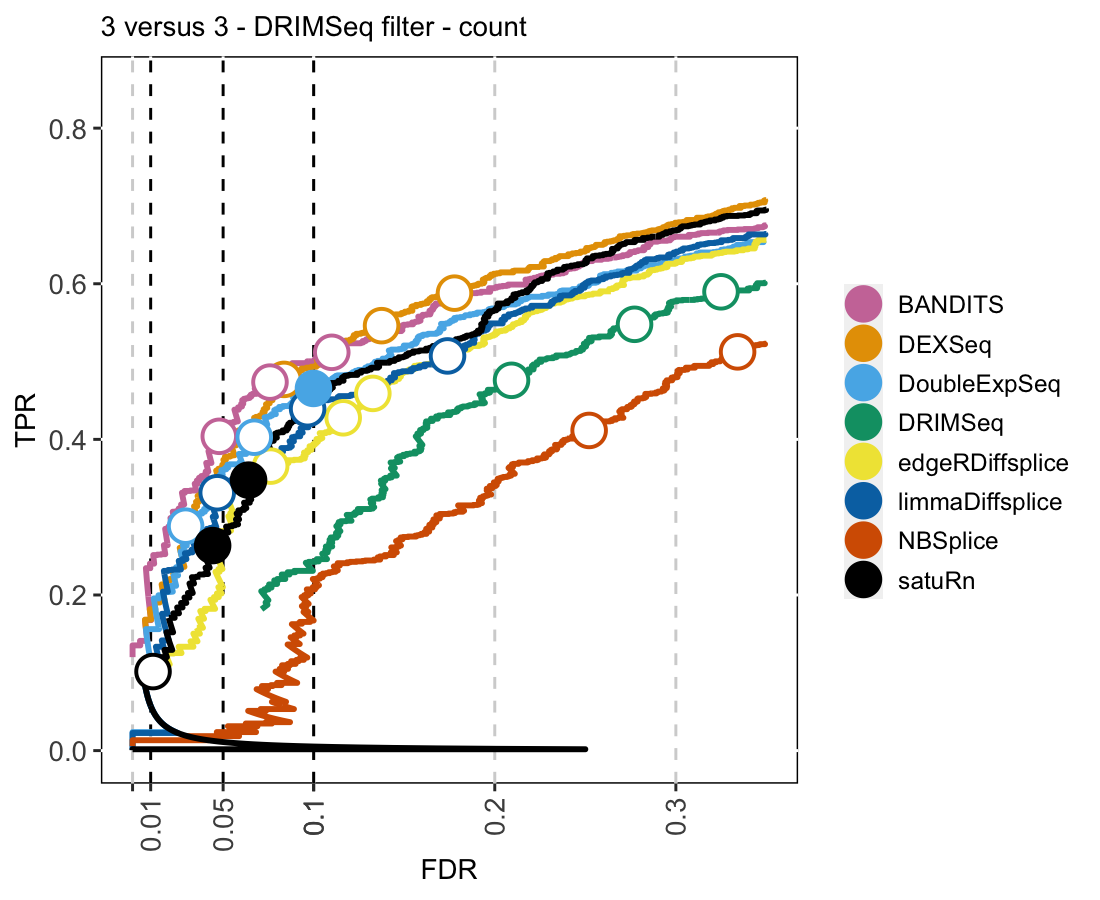 3 versus 3 - DRIMSeq filter - count
TPR
0.8
0.6
0.4
0.2
0.0
0.01
0.05
0.1
0.2
0.3
FDR
BANDITS
DEXSeq
DoubleExpSeq
DRIMSeq
edgeRDiffsplice
limmaDiffsplice
NBSplice
satuRn